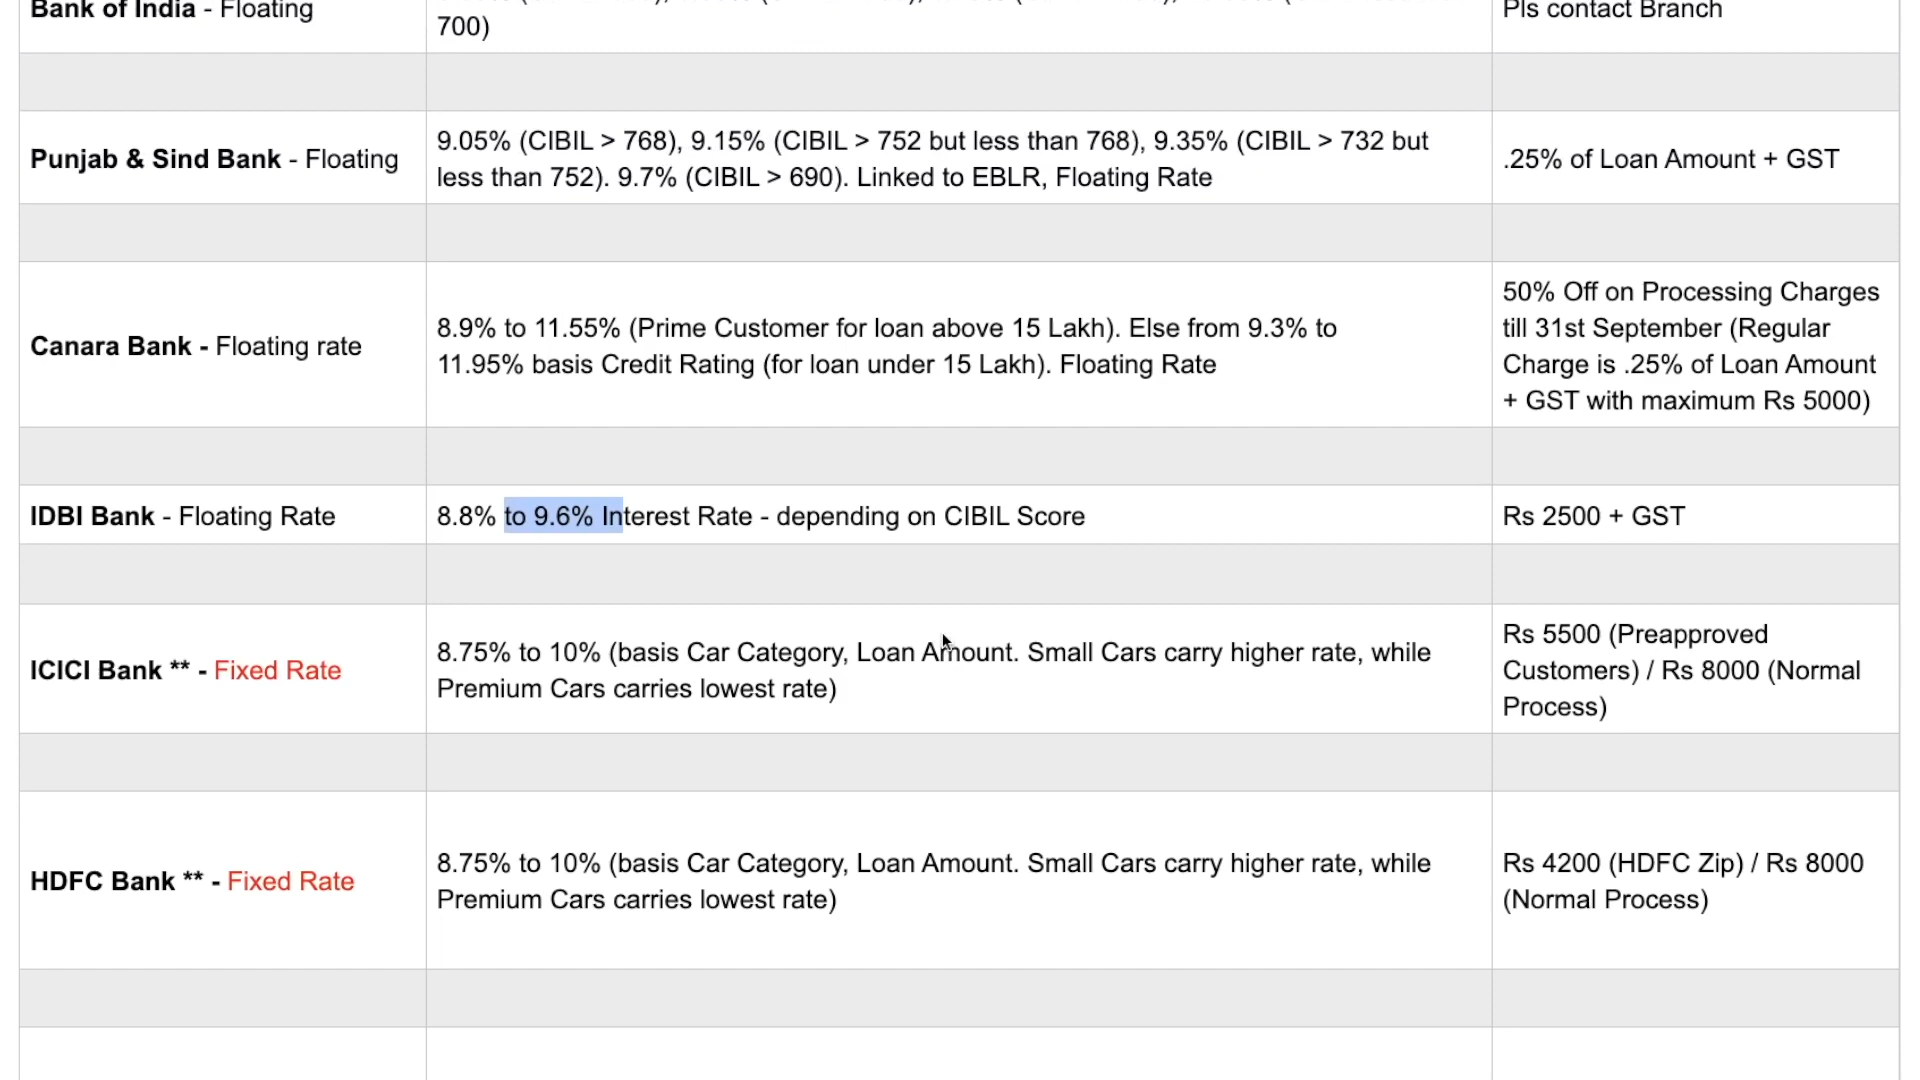 Bank of India - Floating
700)
Pls contact Branch
Punjab & Sind Bank - Floating
9.05% (CIBIL > 768), 9.15% (CIBIL > 752 but less than 768), 9.35% (CIBIL > 732 but
less than 752). 9.7% (CIBIL > 690). Linked to EBLR, Floating Rate
.25% of Loan Amount + GST
Canara Bank - Floating rate
8.9% to 11.55% (Prime Customer for loan above 15 Lakh). Else from 9.3% to
11.95% basis Credit Rating (for loan under 15 Lakh). Floating Rate
50% Off on Processing Charges
till 31st September (Regular
Charge is .25% of Loan Amount
+ GST with maximum Rs 5000)
IDBI Bank - Floating Rate
8.8% to 9.6% Interest Rate - depending on CIBIL Score
Rs 2500 + GST
ICICI Bank ** - Fixed Rate
8.75% to 10% (basis Car Category, Loan Amount. Small Cars carry higher rate, while
Premium Cars carries lowest rate)
Rs 5500 (Preapproved
Customers) / Rs 8000 (Normal
Process)
HDFC Bank ** - Fixed Rate
8.75% to 10% (basis Car Category, Loan Amount. Small Cars carry higher rate, while
Premium Cars carries lowest rate)
Rs 4200 (HDFC Zip) / Rs 8000
(Normal Process)